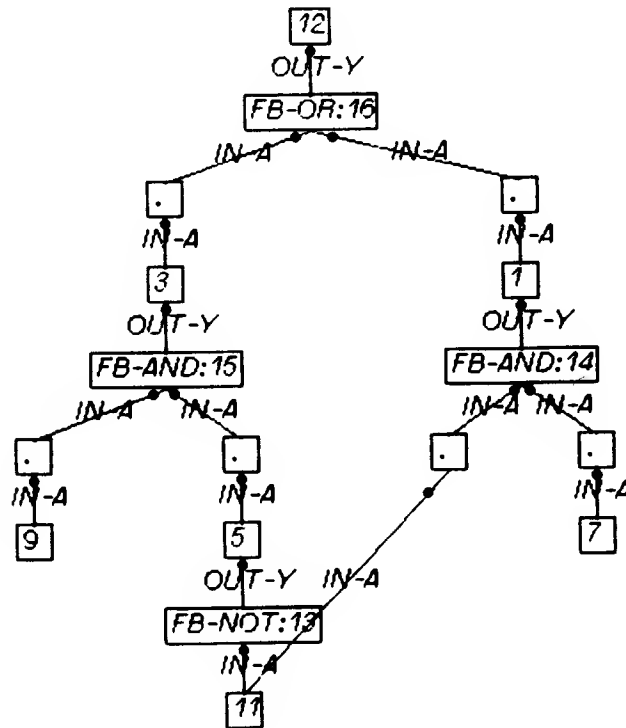 12
OUT-Y
FB-OR:16
IN-A IN-A
. .
IN-A IN-A
3 1
OUT-Y OUT-Y
FB-AND:15 FB-AND:14
IN-A IN-A IN-A IN-A
. . . .
IN-A IN-A IN-A
9 5 7
OUT-Y IN-A
FB-NOT:13
IN-A
11